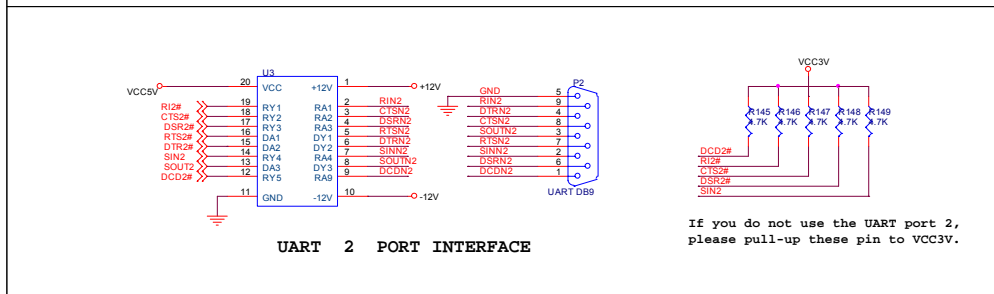 U3
VCC5V
20 VCC +12V 1 +12V
RI2# 19 RY1 RA1 2 RIN2
CTS2# 18 RY2 RA2 3 CTSN2
DSR2# 17 RY3 RA3 4 DSRN2
RTS2# 16 DA1 DY1 5 RTSN2
DTR2# 15 DA2 DY2 6 DTRN2
SIN2 14 RY4 RA4 7 SINN2
SOUT2 13 DA3 DY3 8 SOUTN2
DCD2# 12 RY5 RA9 9 DCDN2
11 GND -12V 10 -12V
P2
GND 5
RIN2 9
DTRN2 4
CTSN2 8
SOUTN2 3
RTSN2 7
SINN2 2
DSRN2 6
DCDN2 1
UART DB9
UART 2 PORT INTERFACE
VCC3V
R145 R146 R147 R148 R149
4.7K 4.7K 4.7K 4.7K 4.7K
DCD2#
RI2#
CTS2#
DSR2#
SIN2
If you do not use the UART port 2,
please pull-up these pin to VCC3V.